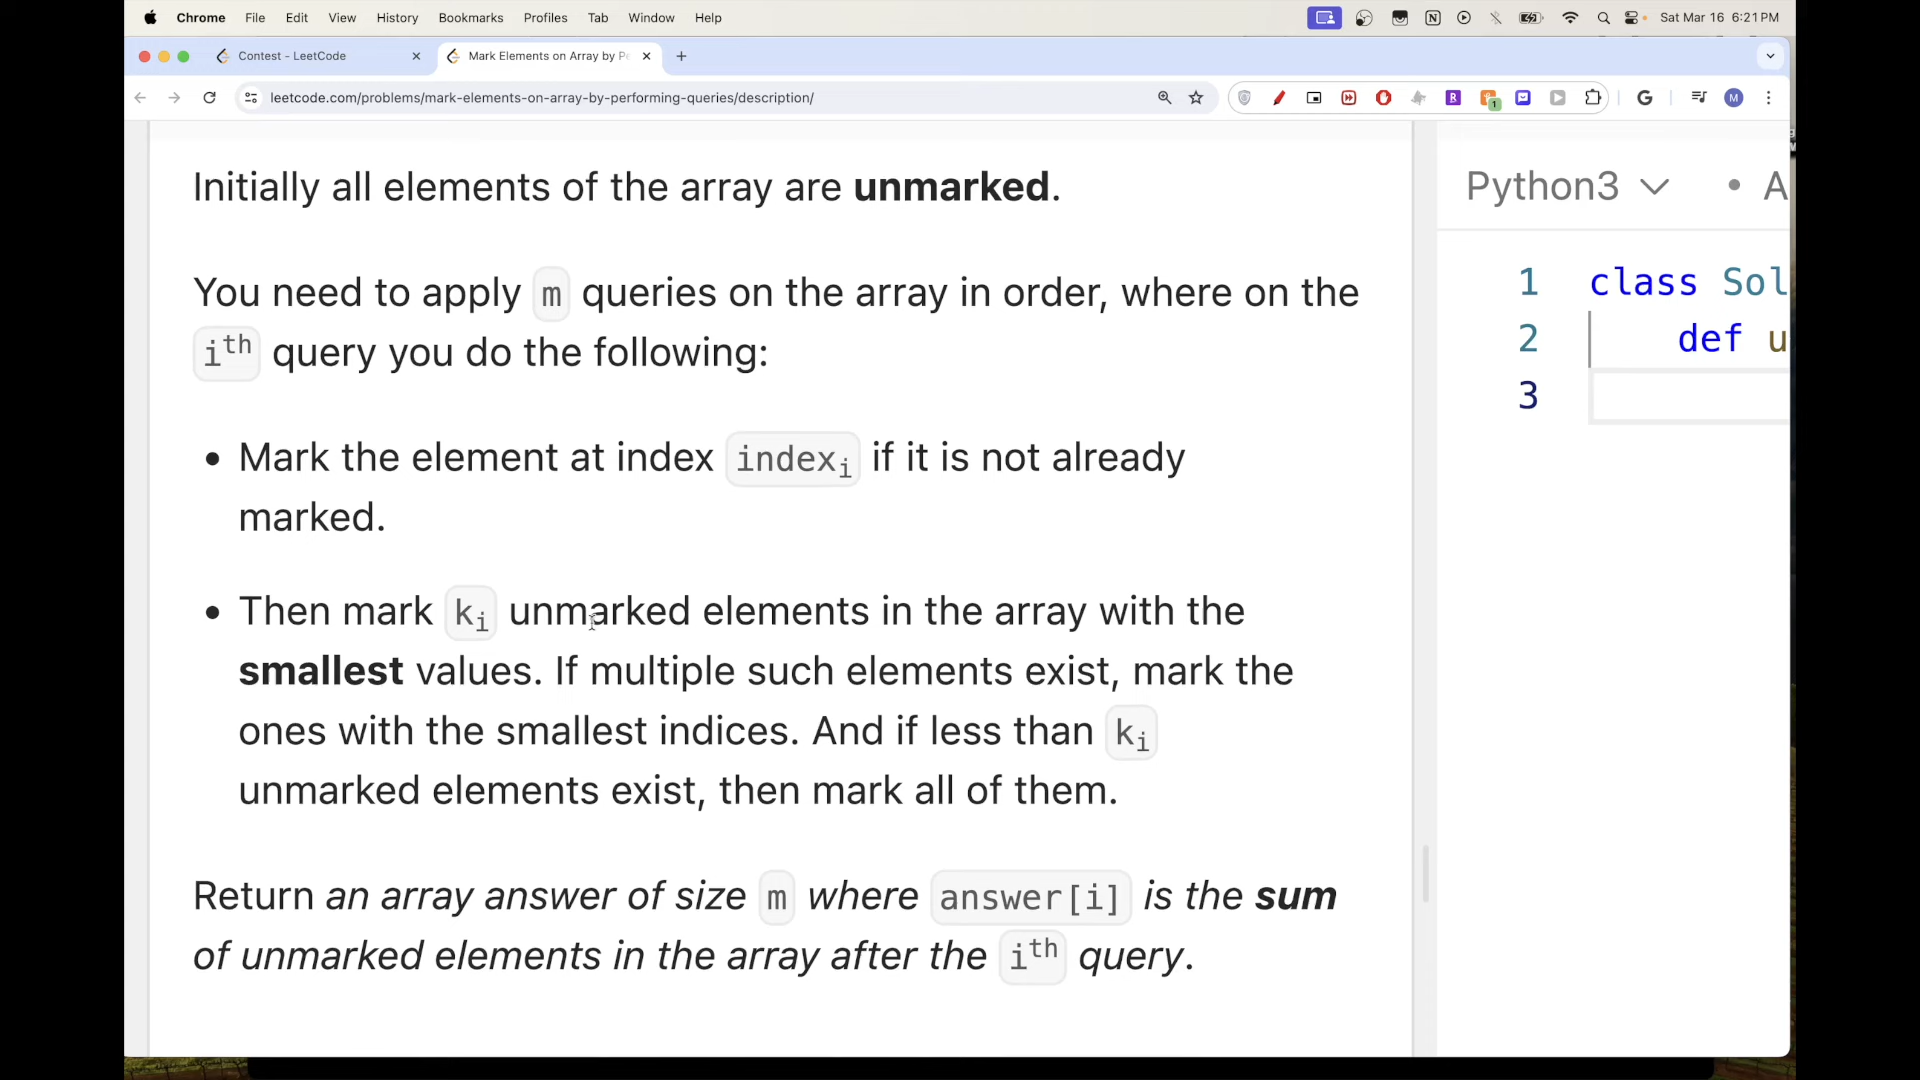 Chrome File Edit View History Bookmarks Profiles Tab Window Help Sat Mar 16 6:21 PM
Contest - LeetCode Mark Elements on Array by Pe
leetcode.com/problems/mark-elements-on-array-by-performing-queries/description/
Initially all elements of the array are unmarked.
You need to apply m queries on the array in order, where on the
i^th query you do the following:
• Mark the element at index index_i if it is not already
marked.
• Then mark k_i unmarked elements in the array with the
smallest values. If multiple such elements exist, mark the
ones with the smallest indices. And if less than k_i
unmarked elements exist, then mark all of them.
Return an array answer of size m where answer[i] is the sum
of unmarked elements in the array after the i^th query.
Python3 • A
1 class Sol
2 def u
3